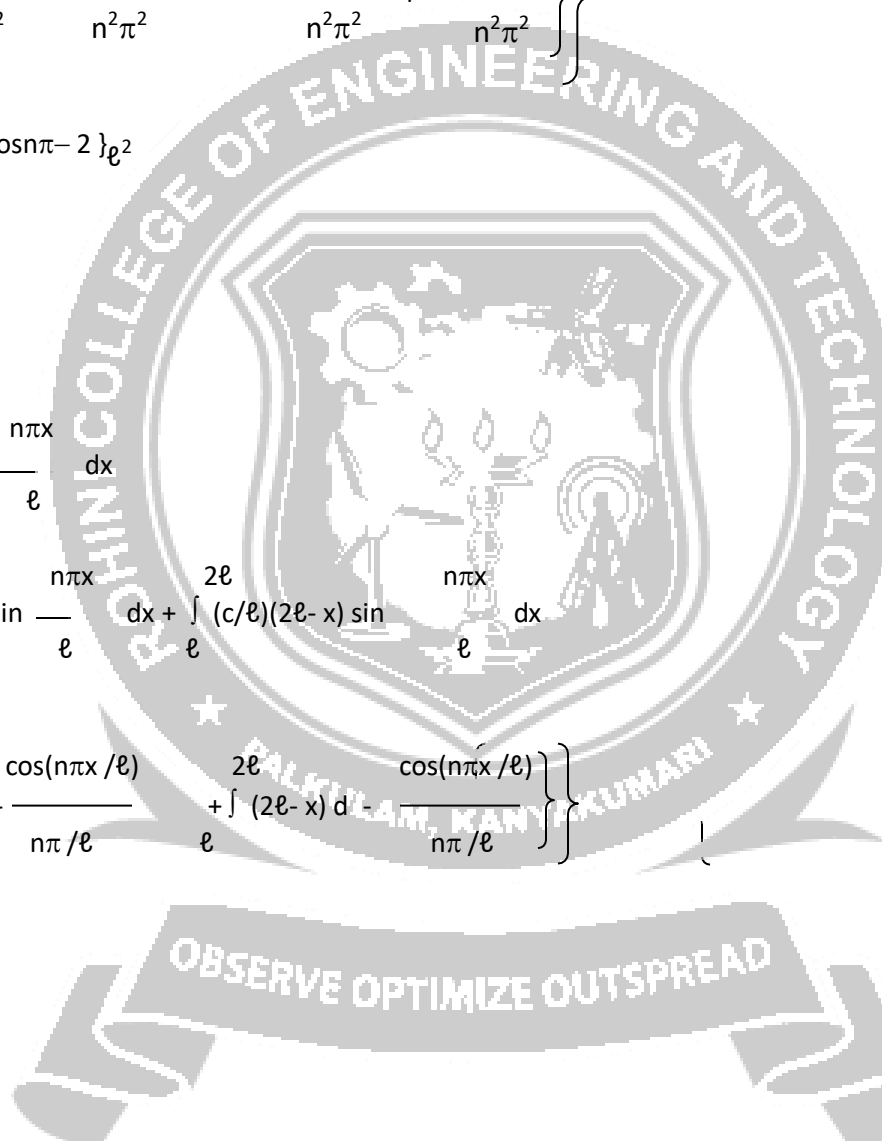 ² n²π² n²π² n²π²
osnπ– 2 }ℓ²
nπx
dx
ℓ
nπx 2ℓ nπx
in dx + ∫ (c/ℓ)(2ℓ- x) sin dx
ℓ ℓ ℓ
cos(nπx /ℓ) 2ℓ cos(nπx /ℓ)
- + ∫ (2ℓ- x) d -
nπ /ℓ ℓ nπ /ℓ
ROHINI COLLEGE OF ENGINEERING AND TECHNOLOGY
PALKULAM, KANYAKUMARI
OBSERVE OPTIMIZE OUTSPREAD